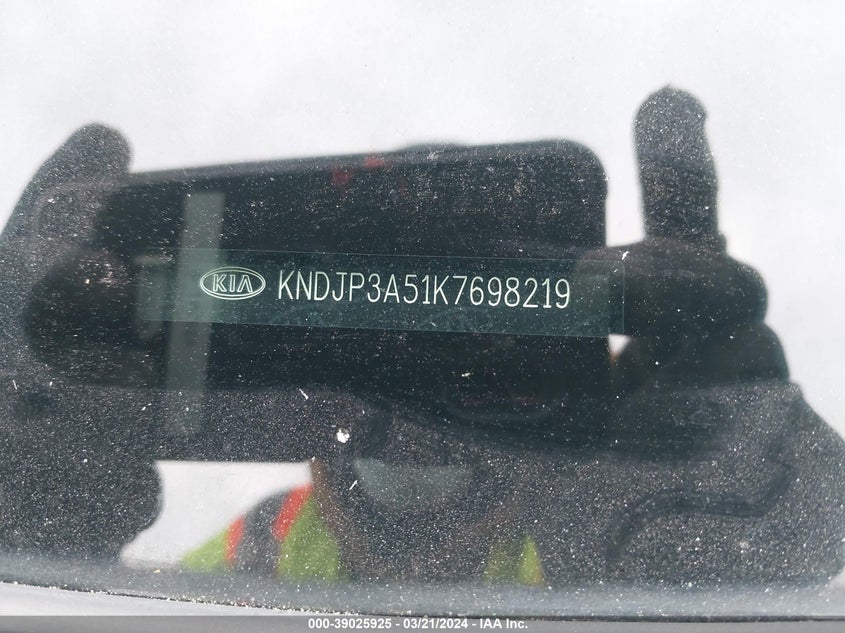 KIA KNDJP3A51K7698219
000-39025925 - 03/21/2024 - IAA Inc.